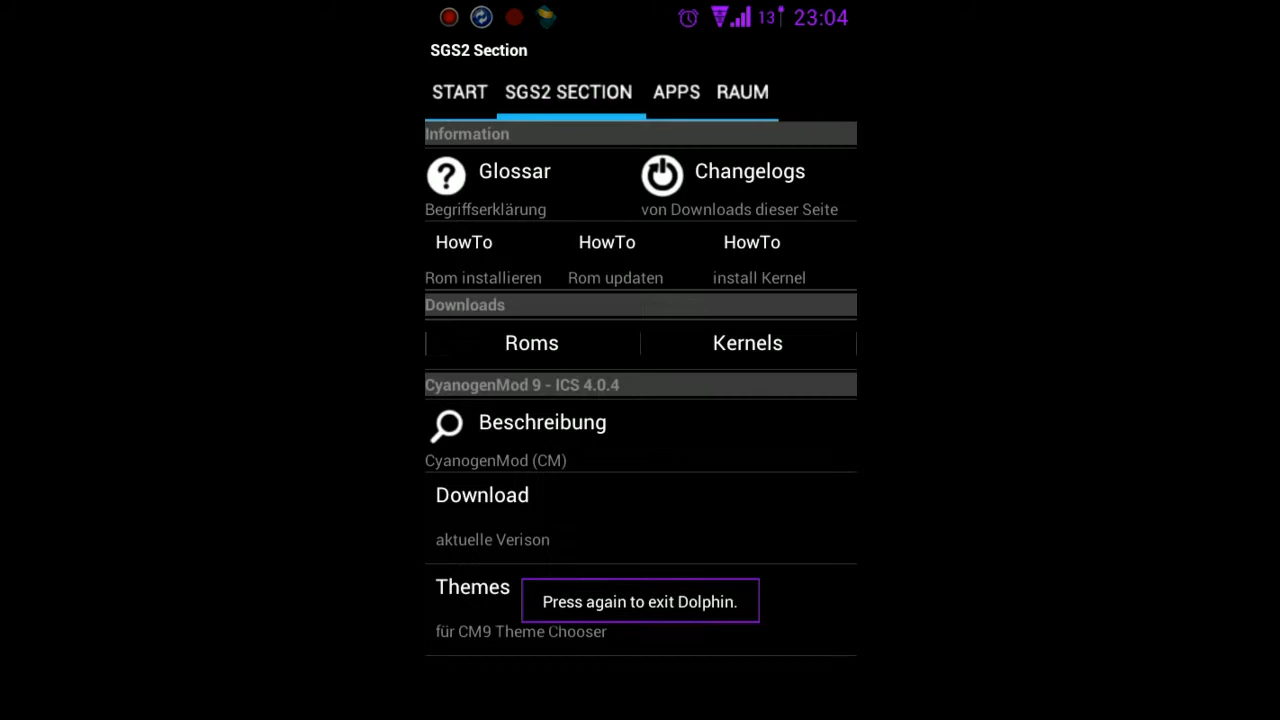 13 23:04
SGS2 Section
START SGS2 SECTION APPS RAUM
Information
Glossar Changelogs
Begriffserklärung von Downloads dieser Seite
HowTo HowTo HowTo
Rom installieren Rom updaten install Kernel
Downloads
Roms Kernels
CyanogenMod 9 - ICS 4.0.4
Beschreibung
CyanogenMod (CM)
Download
aktuelle Verison
Themes
Press again to exit Dolphin.
für CM9 Theme Chooser